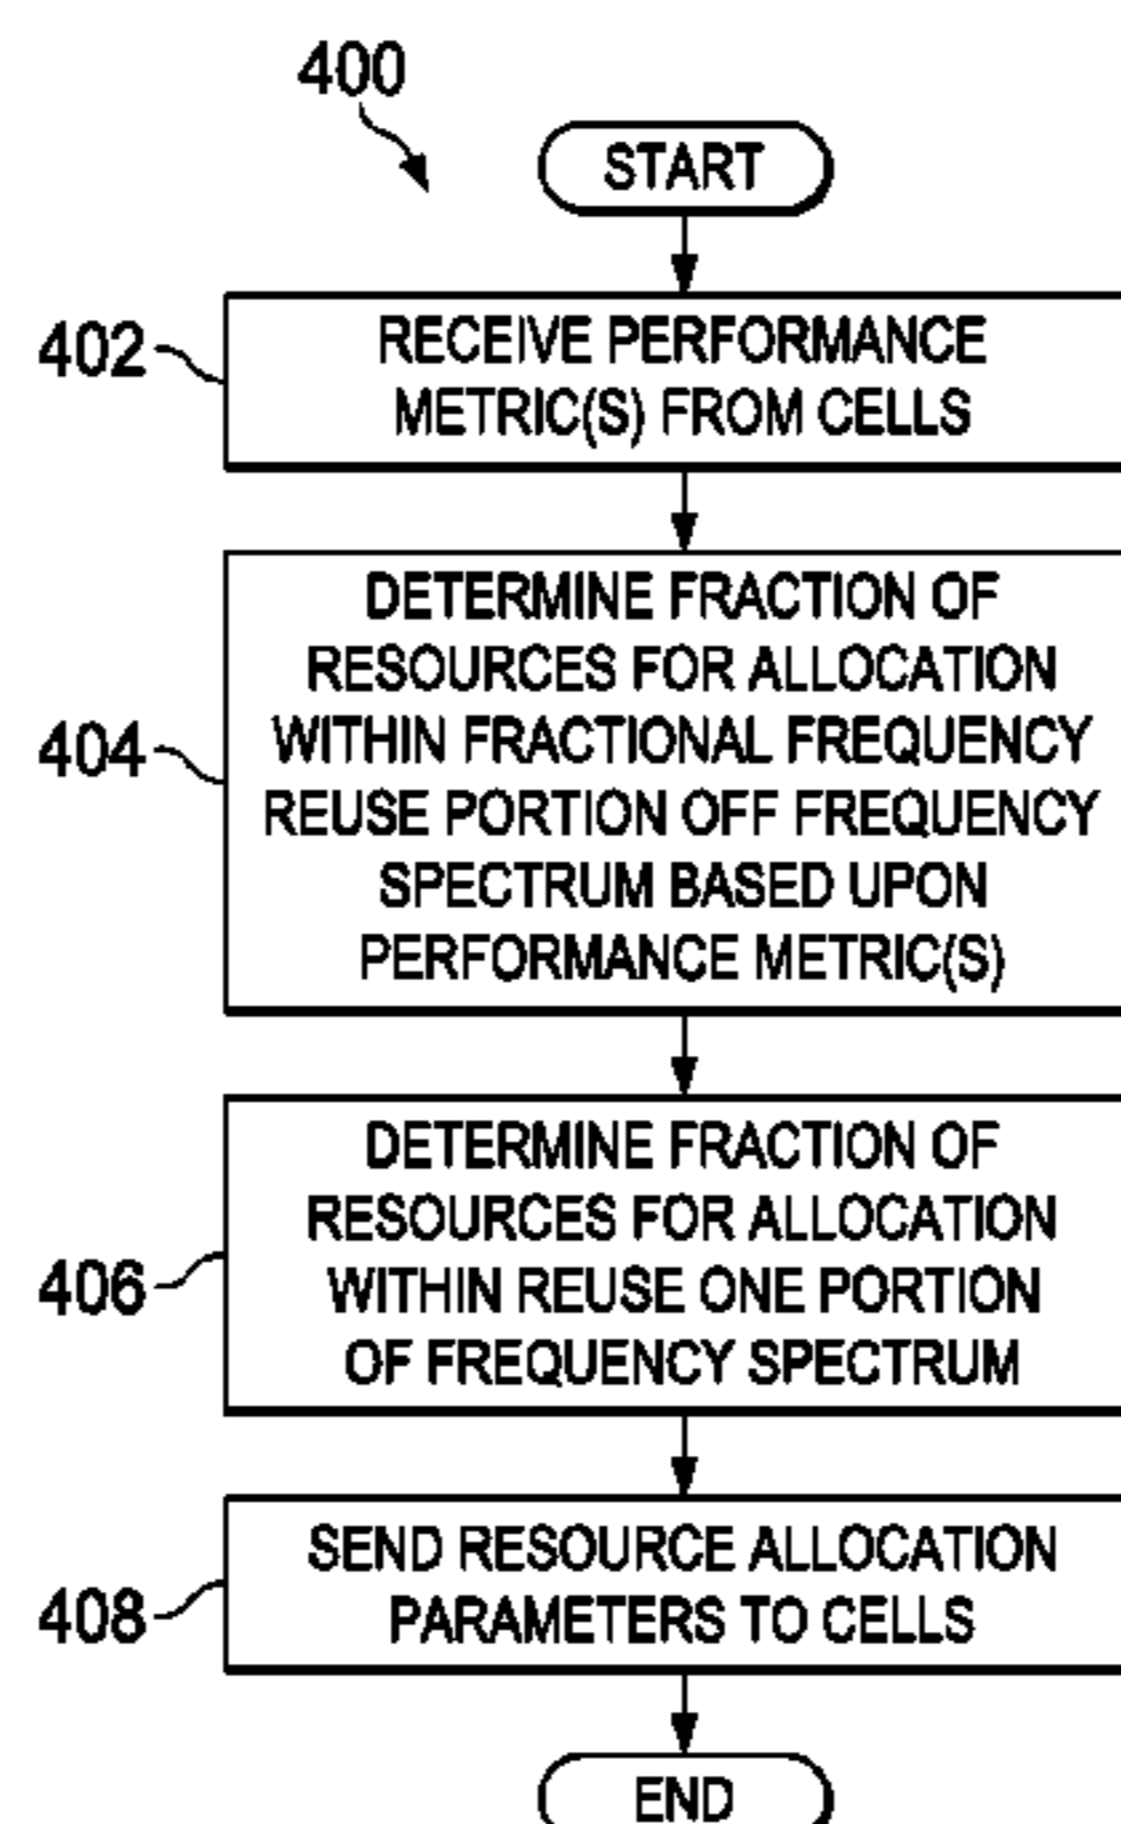 400
START
402
RECEIVE PERFORMANCE
METRIC(S) FROM CELLS
404
DETERMINE FRACTION OF
RESOURCES FOR ALLOCATION
WITHIN FRACTIONAL FREQUENCY
REUSE PORTION OFF FREQUENCY
SPECTRUM BASED UPON
PERFORMANCE METRIC(S)
406
DETERMINE FRACTION OF
RESOURCES FOR ALLOCATION
WITHIN REUSE ONE PORTION
OF FREQUENCY SPECTRUM
408
SEND RESOURCE ALLOCATION
PARAMETERS TO CELLS
END